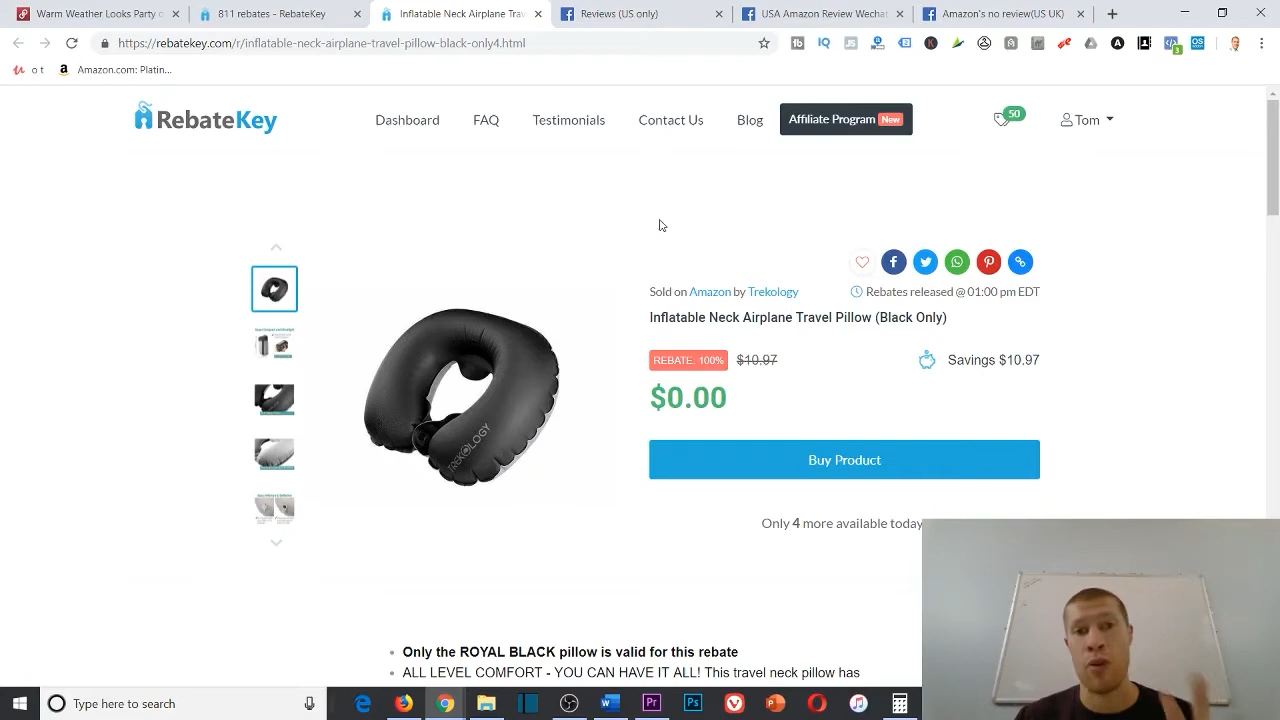 Warm Weather Looks Party c
811 rebates - RebateKey
Inflatable Neck Airplane Trav
Reviews (US only)
USA Amazon Review Wechat
Amazon's no review(US UK)
https://rebatekey.com/r/inflatable-neck-airplane-travel-pillow-black-only4.html
o t
Amazon.com: Platin...
RebateKey
Dashboard
FAQ
Testimonials
Contact Us
Blog
Affiliate Program New
50
Tom
Sold on Amazon by Trekology
Rebates released @ 01:00 pm EDT
Inflatable Neck Airplane Travel Pillow (Black Only)
REBATE 100% $10.97
Savings $10.97
$0.00
TREKOLOGY
Buy Product
Only 4 more available today
Only the ROYAL BLACK pillow is valid for this rebate
ALL LEVEL COMFORT - YOU CAN HAVE IT ALL! This travel neck pillow has
Type here to search